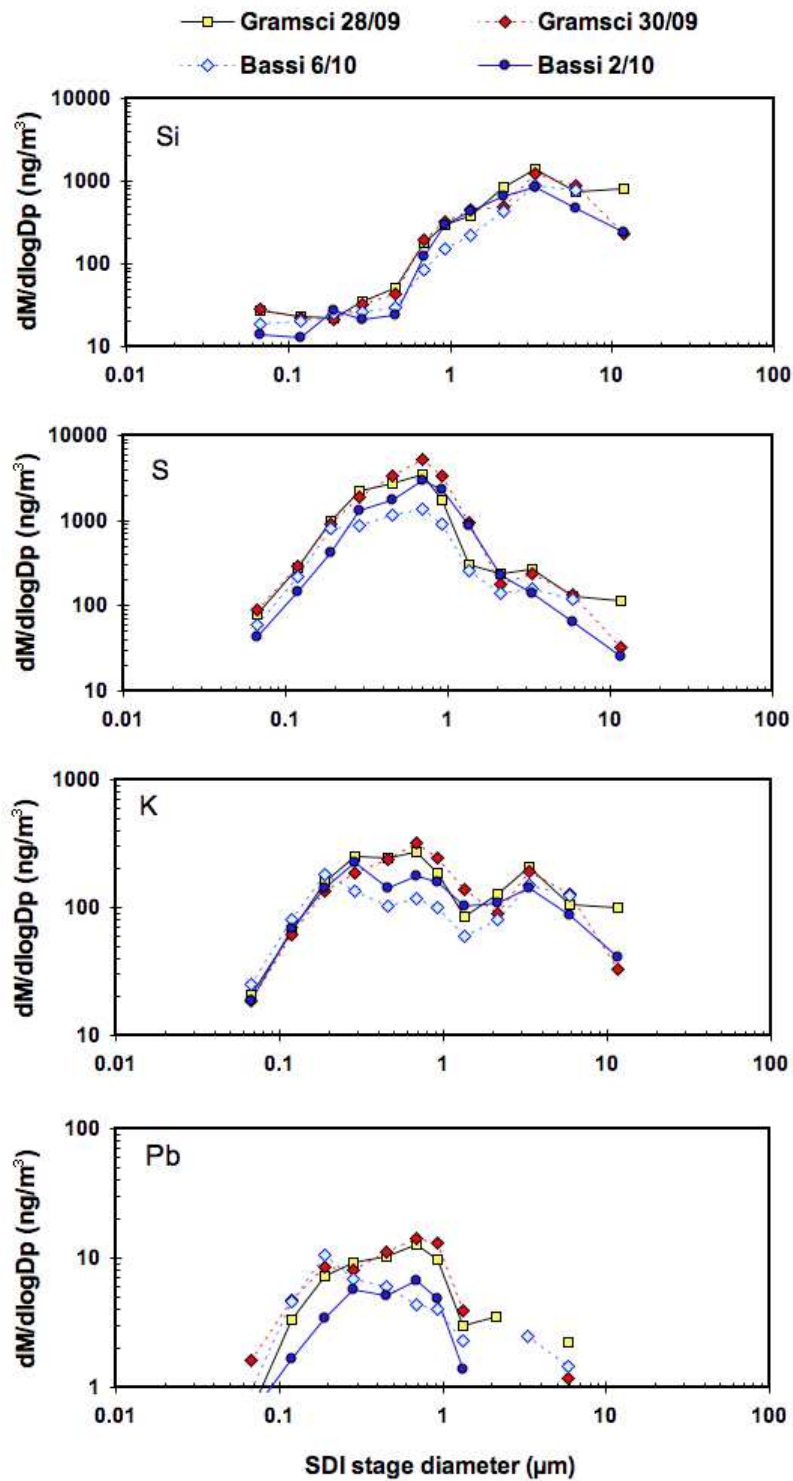 Gramsci 28/09 Gramsci 30/09
Bassi 6/10 Bassi 2/10
Si
dM/dlogDp (ng/m³)
10000
1000
100
10
0.01 0.1 1 10 100
S
dM/dlogDp (ng/m³)
10000
1000
100
10
0.01 0.1 1 10 100
K
dM/dlogDp (ng/m³)
1000
100
10
0.01 0.1 1 10 100
Pb
dM/dlogDp (ng/m³)
100
10
1
0.01 0.1 1 10 100
SDI stage diameter (µm)